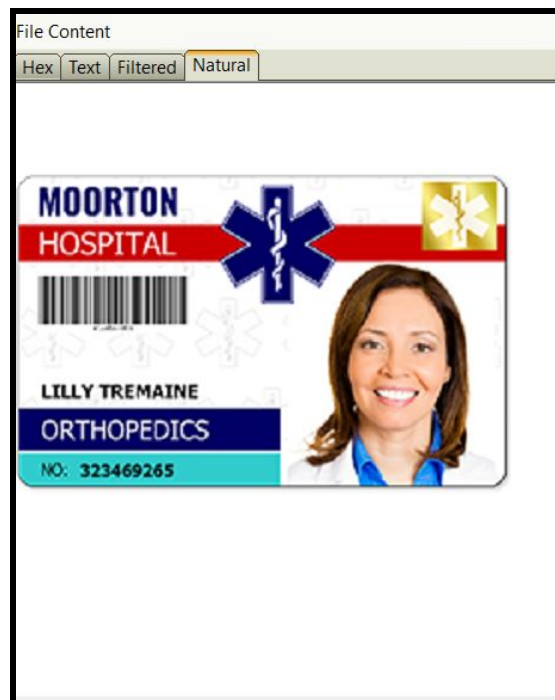 File Content
Hex Text Filtered Natural
MOORTON
HOSPITAL
LILLY TREMAINE
ORTHOPEDICS
NO: 323469265